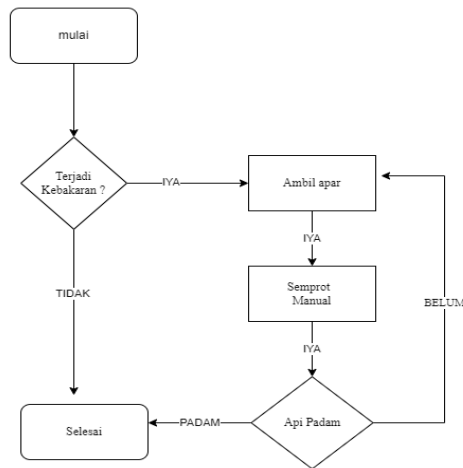 mulai
Terjadi
Kebakaran ?
IYA
Ambil apar
IYA
TIDAK
Semprot
Manual
BELUM
IYA
Selesai
PADAM
Api Padam